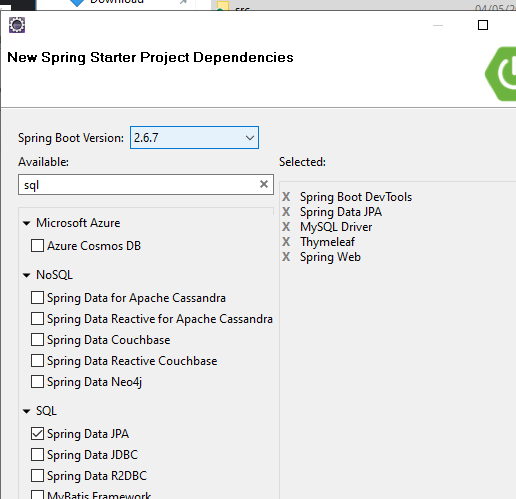 Download
src
04/05/2
New Spring Starter Project Dependencies
Spring Boot Version: 2.6.7
Available:
Selected:
sql
Microsoft Azure
Azure Cosmos DB
NoSQL
Spring Data for Apache Cassandra
Spring Data Reactive for Apache Cassandra
Spring Data Couchbase
Spring Data Reactive Couchbase
Spring Data Neo4j
SQL
Spring Data JPA
Spring Data JDBC
Spring Data R2DBC
MyBatis Framework
X Spring Boot DevTools
X Spring Data JPA
X MySQL Driver
X Thymeleaf
X Spring Web